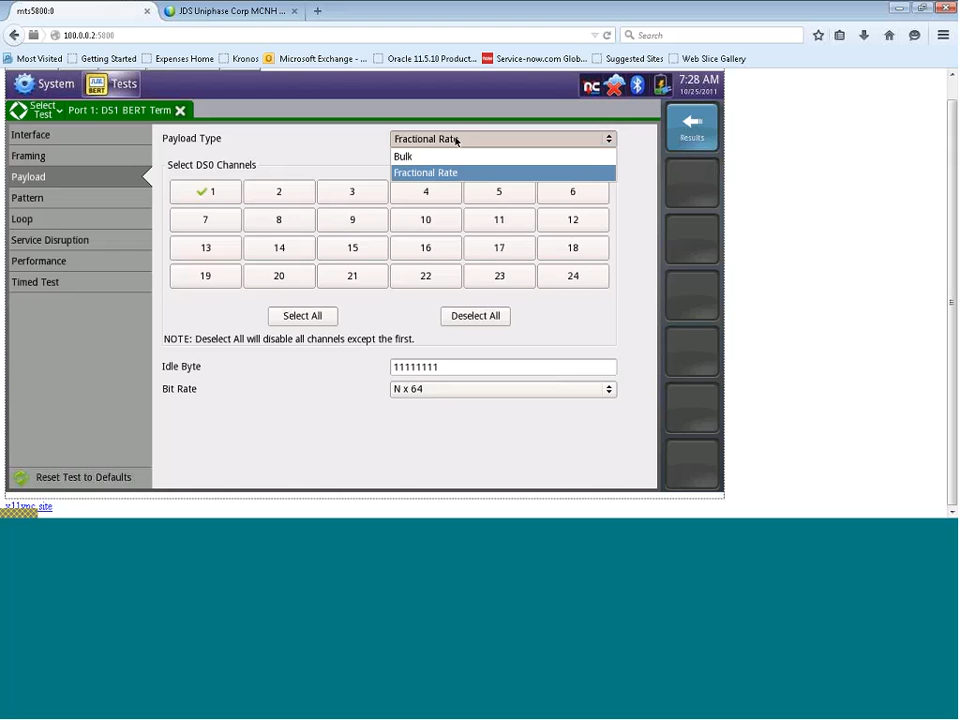 mts5800:0
JDS Uniphase Corp MCNH ...
100.0.0.2:5800
Search
Most Visited
Getting Started
Expenses Home
Kronos
Microsoft Exchange - ...
Oracle 11.5.10 Product...
now
Service-now.com Glob...
Suggested Sites
Web Slice Gallery
System
BERT
Tests
7:28 AM
10/25/2011
Select
Test
Port 1: DS1 BERT Term
Results
Interface
Framing
Payload
Pattern
Loop
Service Disruption
Performance
Timed Test
Reset Test to Defaults
Payload Type
Fractional Rate
Bulk
Fractional Rate
Select DS0 Channels
1 2 3 4 5 6
7 8 9 10 11 12
13 14 15 16 17 18
19 20 21 22 23 24
Select All
Deselect All
NOTE: Deselect All will disable all channels except the first.
Idle Byte
11111111
Bit Rate
N x 64
site